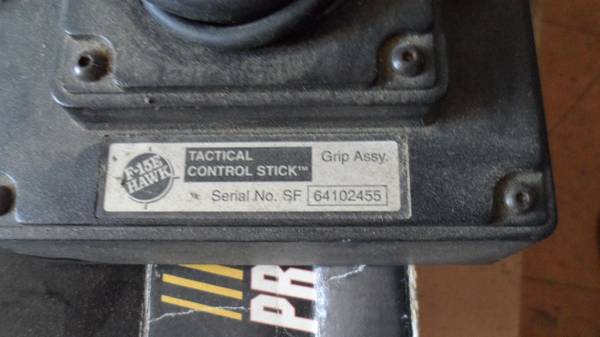 F-15E
HAWK
TACTICAL
CONTROL STICK™
Grip Assy.
Serial No. SF 64102455
PR